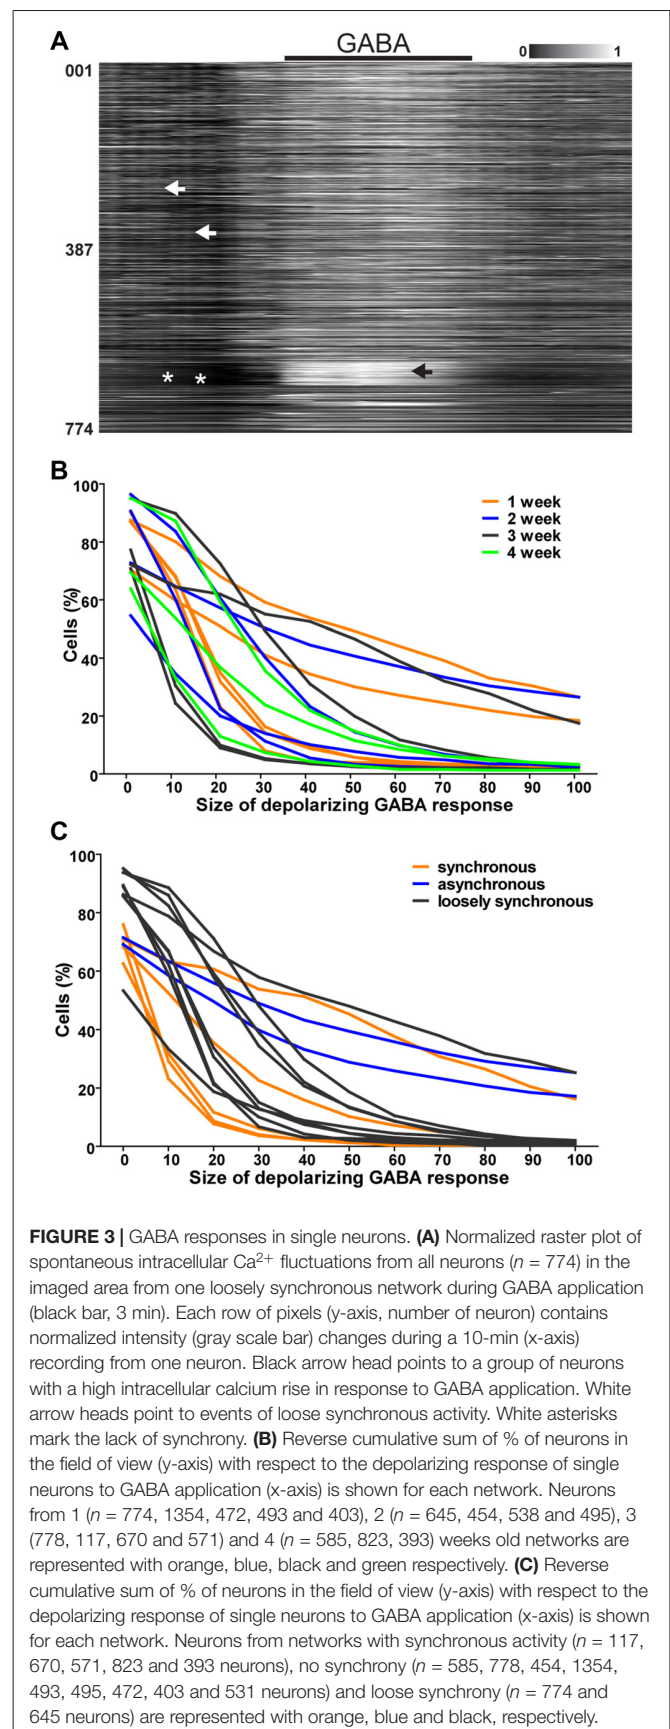 A
GABA
0 1
001
387
* *
774
B
100
80
60
40
20
0
Cells (%)
1 week
2 week
3 week
4 week
0 10 20 30 40 50 60 70 80 90 100
Size of depolarizing GABA response
C
100
80
60
40
20
0
Cells (%)
synchronous
asynchronous
loosely synchronous
0 10 20 30 40 50 60 70 80 90 100
Size of depolarizing GABA response
FIGURE 3 | GABA responses in single neurons. (A) Normalized raster plot of
spontaneous intracellular Ca2+ fluctuations from all neurons (n = 774) in the
imaged area from one loosely synchronous network during GABA application
(black bar, 3 min). Each row of pixels (y-axis, number of neuron) contains
normalized intensity (gray scale bar) changes during a 10-min (x-axis)
recording from one neuron. Black arrow head points to a group of neurons
with a high intracellular calcium rise in response to GABA application. White
arrow heads point to events of loose synchronous activity. White asterisks
mark the lack of synchrony. (B) Reverse cumulative sum of % of neurons in
the field of view (y-axis) with respect to the depolarizing response of single
neurons to GABA application (x-axis) is shown for each network. Neurons
from 1 (n = 774, 1354, 472, 493 and 403), 2 (n = 645, 454, 538 and 495), 3
(778, 117, 670 and 571) and 4 (n = 585, 823, 393) weeks old networks are
represented with orange, blue, black and green respectively. (C) Reverse
cumulative sum of % of neurons in the field of view (y-axis) with respect to the
depolarizing response of single neurons to GABA application (x-axis) is shown
for each network. Neurons from networks with synchronous activity (n = 117,
670, 571, 823 and 393 neurons), no synchrony (n = 585, 778, 454, 1354,
493, 495, 472, 403 and 531 neurons) and loose synchrony (n = 774 and
645 neurons) are represented with orange, blue and black, respectively.